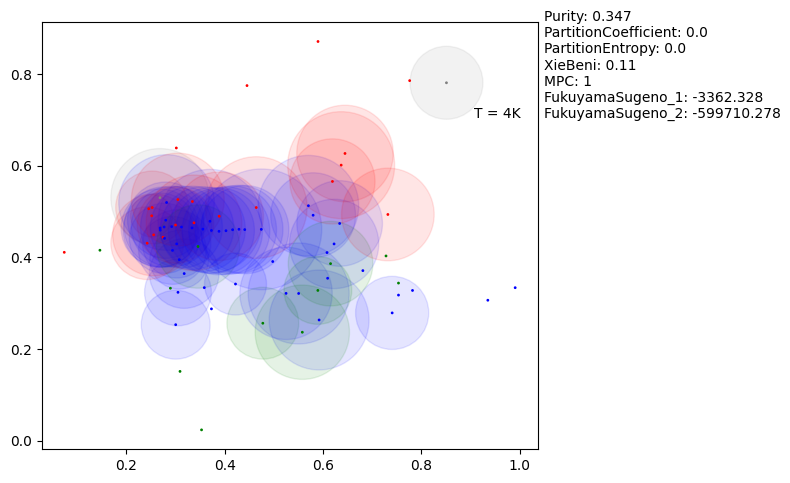 Purity: 0.347
PartitionCoefficient: 0.0
PartitionEntropy: 0.0
XieBeni: 0.11
MPC: 1
FukuyamaSugeno_1: -3362.328
FukuyamaSugeno_2: -599710.278
T = 4K
0.8
0.6
0.4
0.2
0.0
0.2 0.4 0.6 0.8 1.0